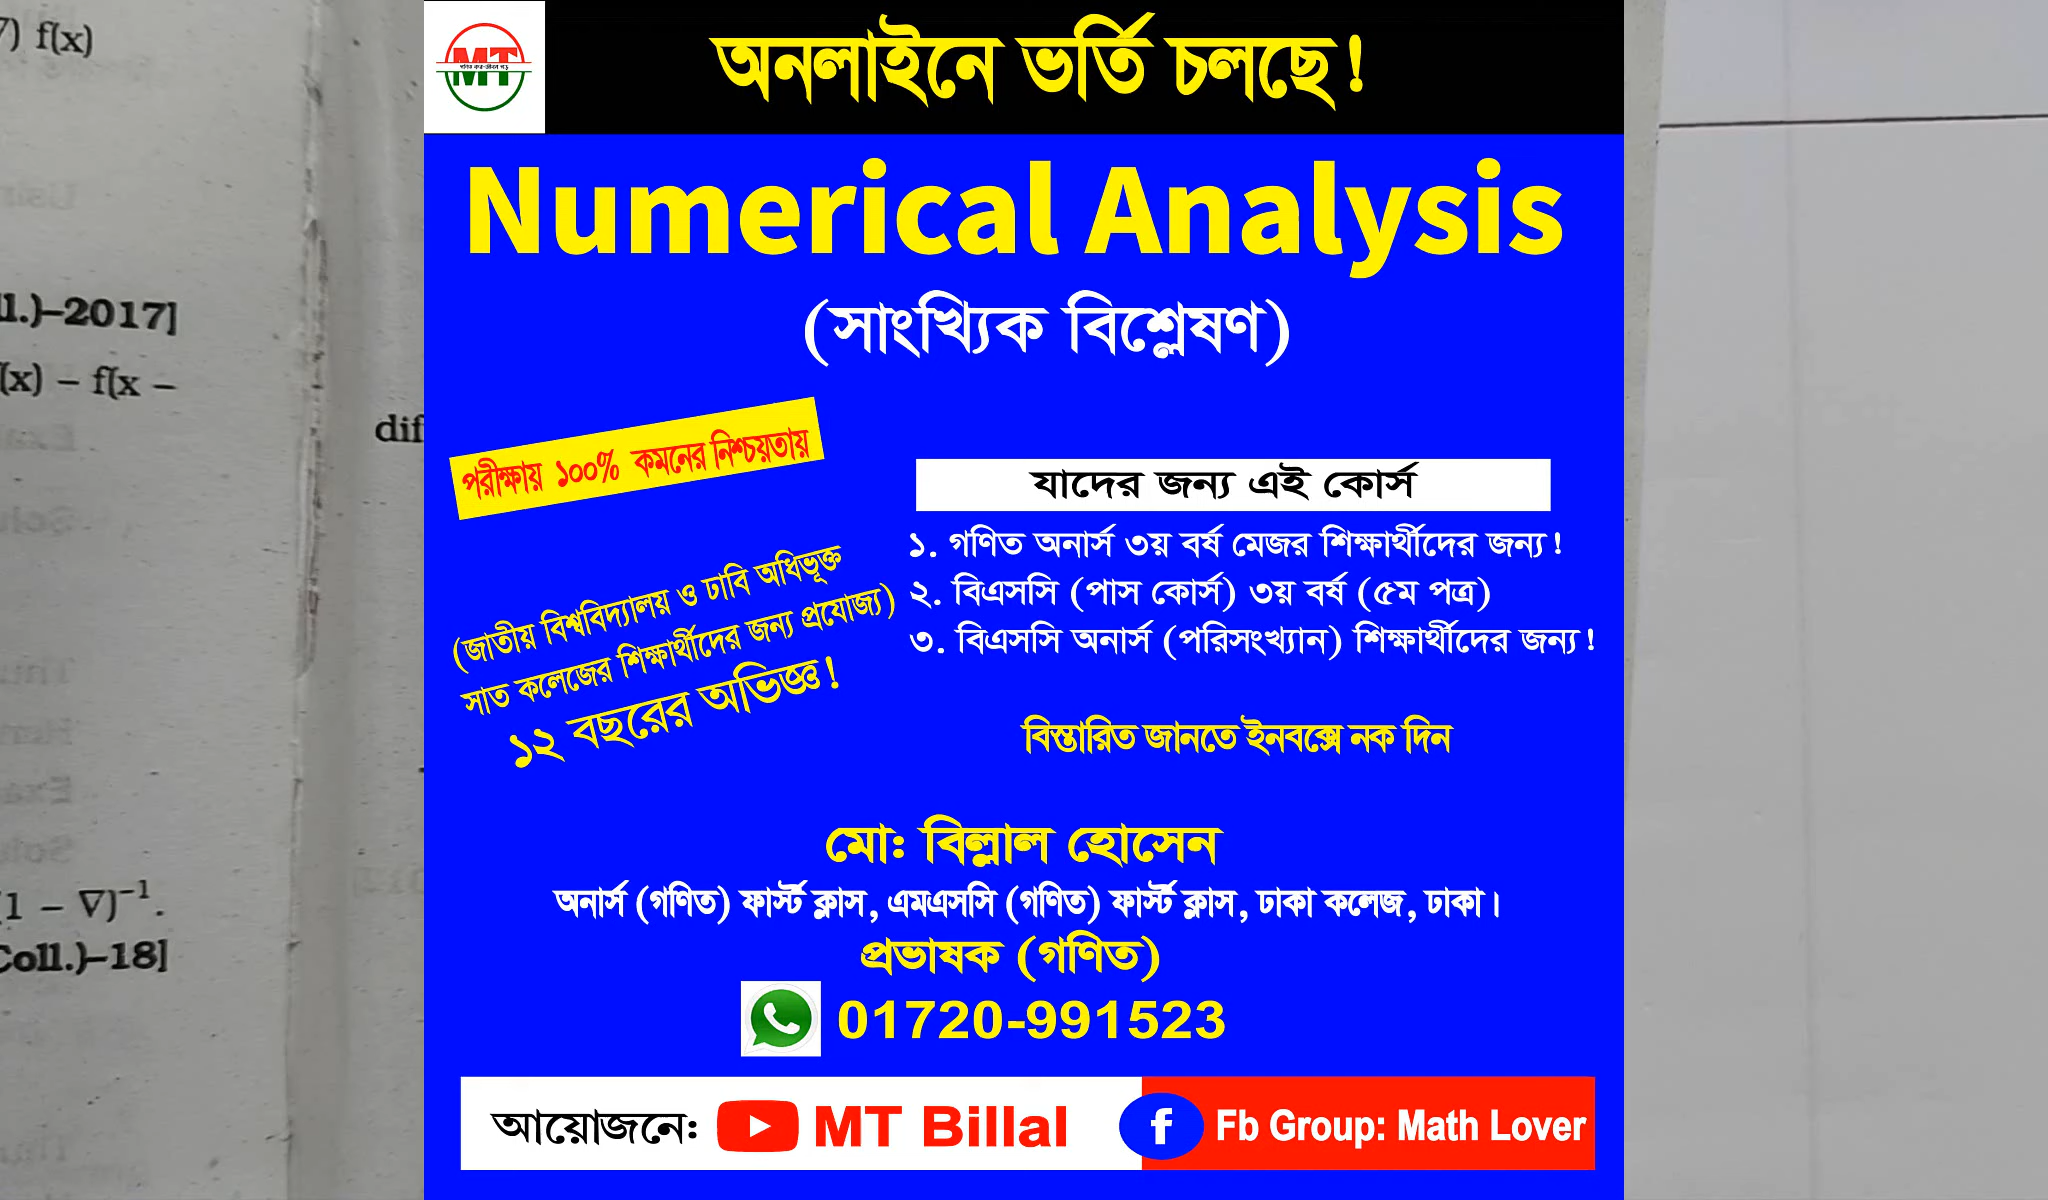 7) f(x)
ll.)–2017]
(x) – f(x –
dif
(1 – ∇)⁻¹.
Coll.)–18]
MT
অনলাইনে ভর্তি চলছে!
Numerical Analysis
(সাংখ্যিক বিশ্লেষণ)
পরীক্ষায় ১০০% কমনের নিশ্চয়তায়
(জাতীয় বিশ্ববিদ্যালয় ও ঢাবি অধিভূক্ত
সাত কলেজের শিক্ষার্থীদের জন্য প্রযোজ্য)
১২ বছরের অভিজ্ঞ!
যাদের জন্য এই কোর্স
১. গণিত অনার্স ৩য় বর্ষ মেজর শিক্ষার্থীদের জন্য!
২. বিএসসি (পাস কোর্স) ৩য় বর্ষ (৫ম পত্র)
৩. বিএসসি অনার্স (পরিসংখ্যান) শিক্ষার্থীদের জন্য!
বিস্তারিত জানতে ইনবক্সে নক দিন
মো: বিল্লাল হোসেন
অনার্স (গণিত) ফার্স্ট ক্লাস, এমএসসি (গণিত) ফার্স্ট ক্লাস, ঢাকা কলেজ, ঢাকা।
প্রভাষক (গণিত)
01720-991523
আয়োজনে: MT Billal
Fb Group: Math Lover